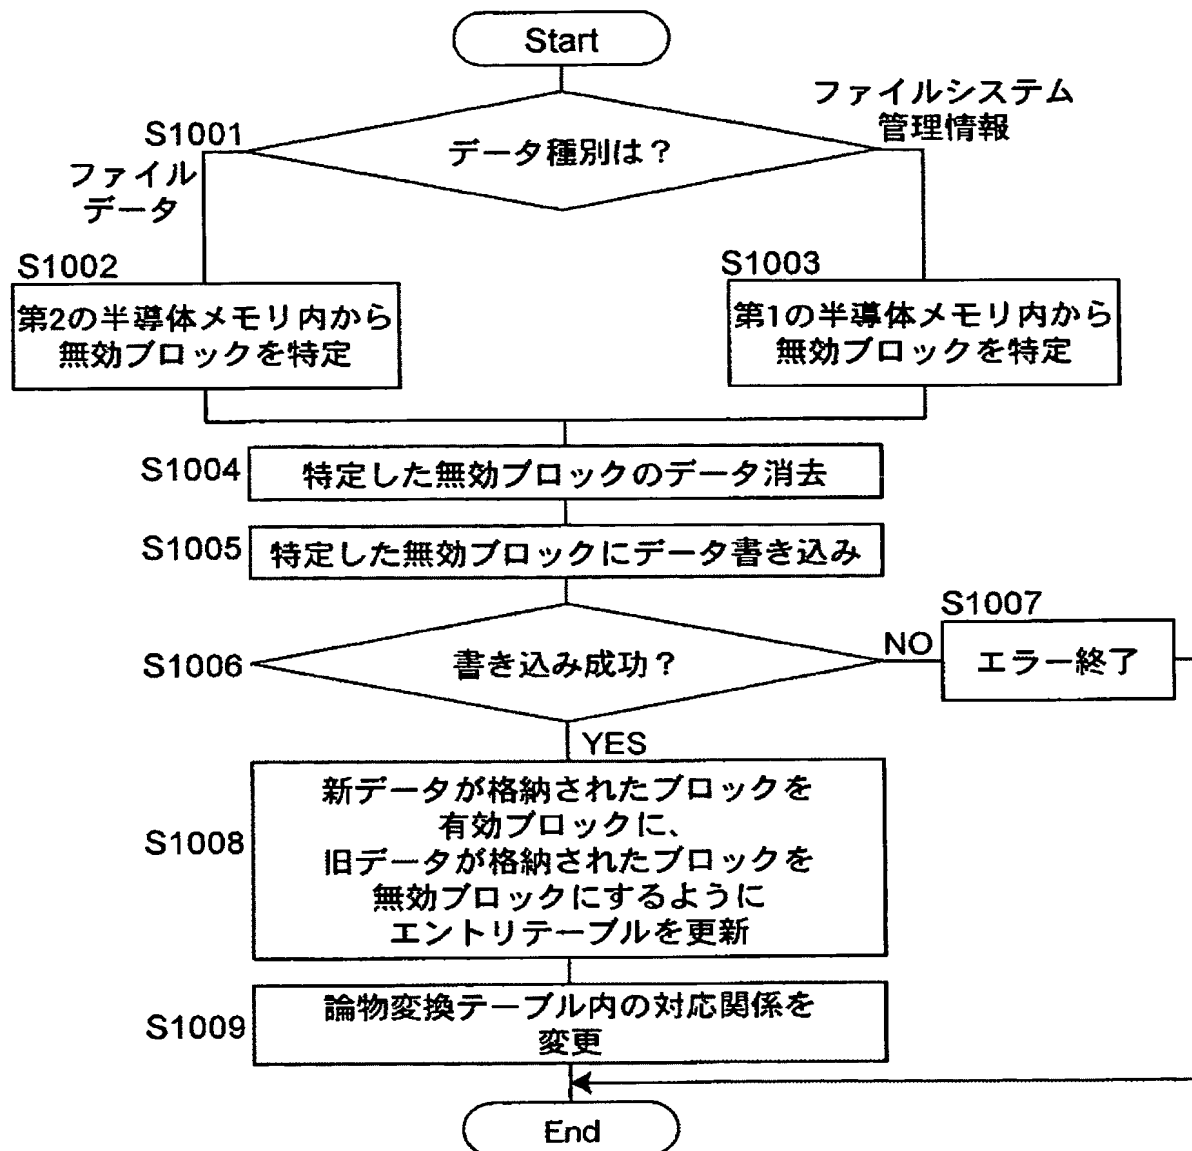 Start
S1001
データ種別は？
ファイルシステム
管理情報
ファイル
データ
S1002
第2の半導体メモリ内から
無効ブロックを特定
S1003
第1の半導体メモリ内から
無効ブロックを特定
S1004
特定した無効ブロックのデータ消去
S1005
特定した無効ブロックにデータ書き込み
S1006
書き込み成功？
NO
S1007
エラー終了
YES
S1008
新データが格納されたブロックを
有効ブロックに、
旧データが格納されたブロックを
無効ブロックにするように
エントリテーブルを更新
S1009
論物変換テーブル内の対応関係を
変更
End